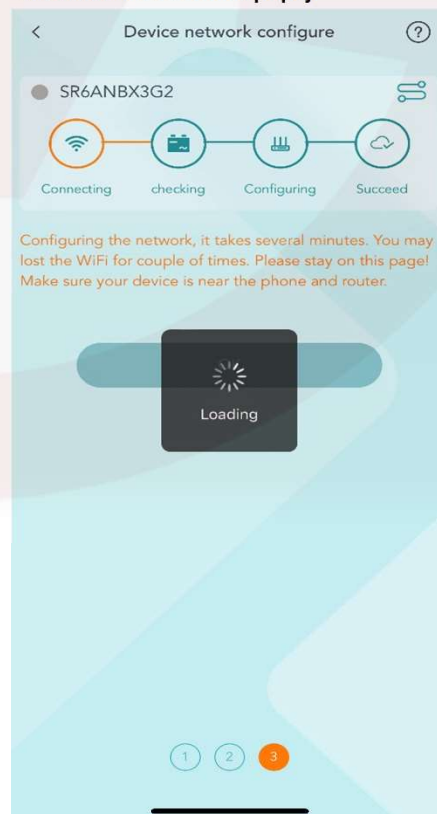 Device network configure
?
SR6ANBX3G2
Connecting checking Configuring Succeed
Configuring the network, it takes several minutes. You may
lost the WiFi for couple of times. Please stay on this page!
Make sure your device is near the phone and router.
Loading
1 2 3